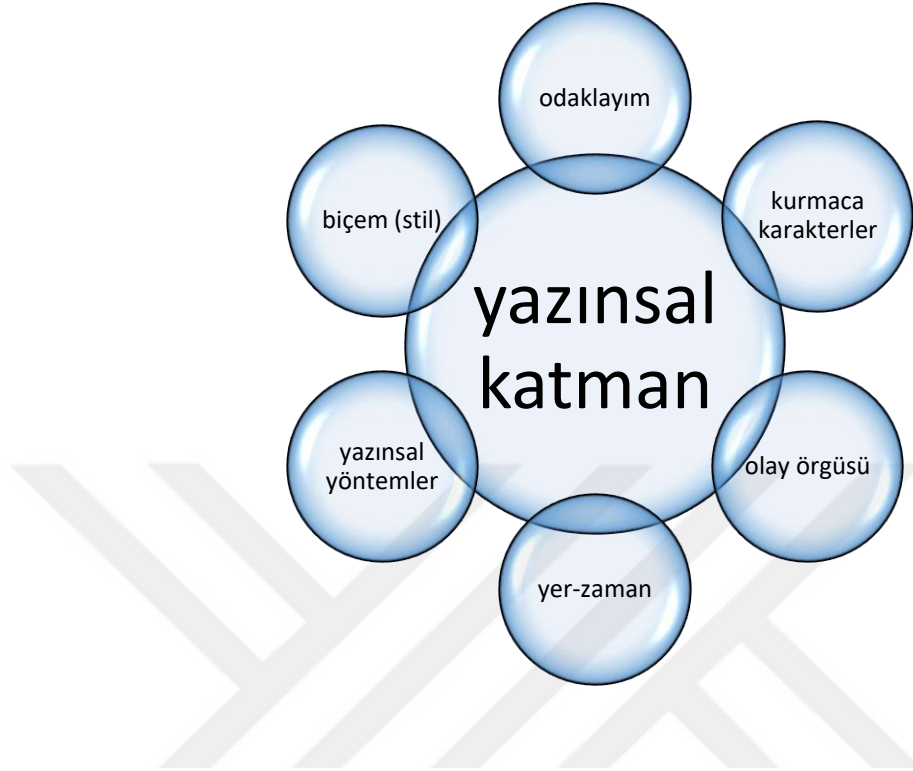 odaklayım
kurmaca
karakterler
olay örgüsü
yer-zaman
yazınsal
yöntemler
biçem (stil)
yazınsal
katman